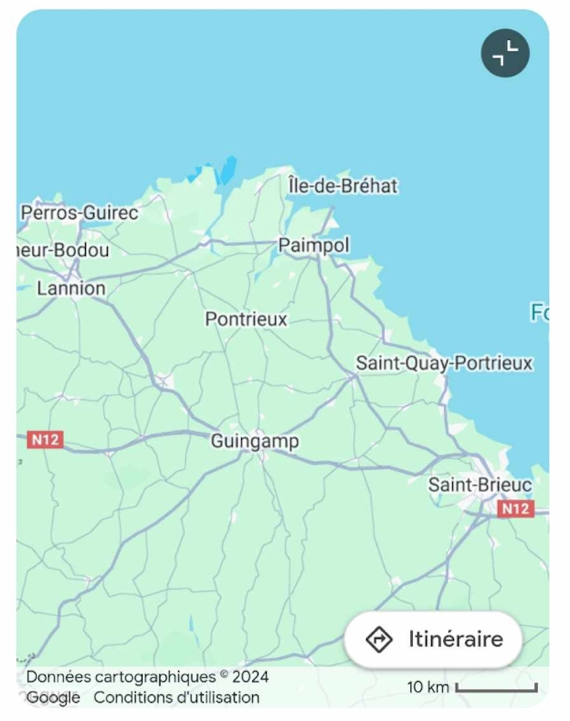 Île-de-Bréhat
Perros-Guirec
Paimpol
neur-Bodou
Lannion
Pontrieux
Fo
Saint-Quay-Portrieux
N12
Guingamp
Saint-Brieuc
N12
Itinéraire
Données cartographiques © 2024
Google Conditions d'utilisation
10 km